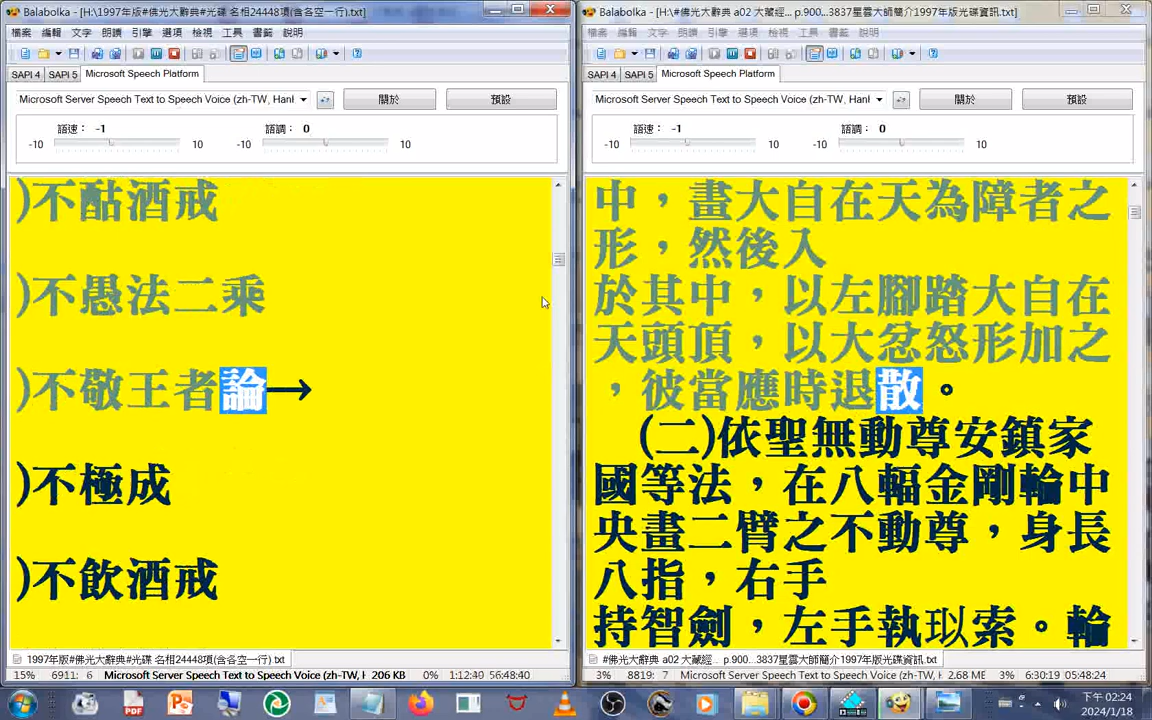 Balabolka - [H:\1997年版#佛光大辭典#光碟 名相24448項(含各空一行).txt]
檔案 編輯 文字 朗讀 引擎 選項 檢視 工具 書籤 說明
SAPI 4 SAPI 5 Microsoft Speech Platform
Microsoft Server Speech Text to Speech Voice (zh-TW, Hanl
關於
預設
語速： -1
語調： 0
-10
10
-10
10
)不酤酒戒
)不愚法二乘
)不敬王者論→
)不極成
)不飲酒戒
1997年版#佛光大辭典#光碟 名相24448項(含各空一行).txt
15% 6911: 6 Microsoft Server Speech Text to Speech Voice (zh-TW, H 206 KB 0% 1:12:40 56:48:40
Balabolka - [H:\#佛光大辭典 a02 大藏經... p.900...3837星雲大師簡介1997年版光碟資訊.txt]
檔案 編輯 文字 朗讀 引擎 選項 檢視 工具 書籤 說明
SAPI 4 SAPI 5 Microsoft Speech Platform
Microsoft Server Speech Text to Speech Voice (zh-TW, Hanl
關於
預設
語速： -1
語調： 0
-10
10
-10
10
中，畫大自在天為障者之
形，然後入
於其中，以左腳踏大自在
天頭頂，以大忿怒形加之
，彼當應時退散。
(二)依聖無動尊安鎮家
國等法，在八輻金剛輪中
央畫二臂之不動尊，身長
八指，右手
持智劍，左手執羂索。輪
#佛光大辭典 a02 大藏經... p.900...3837星雲大師簡介1997年版光碟資訊.txt
3% 8819: 7 Microsoft Server Speech Text to Speech Voice (zh-TW, H 2.68 ME 3% 6:30:19 05:48:24
下午 02:24
2024/1/18